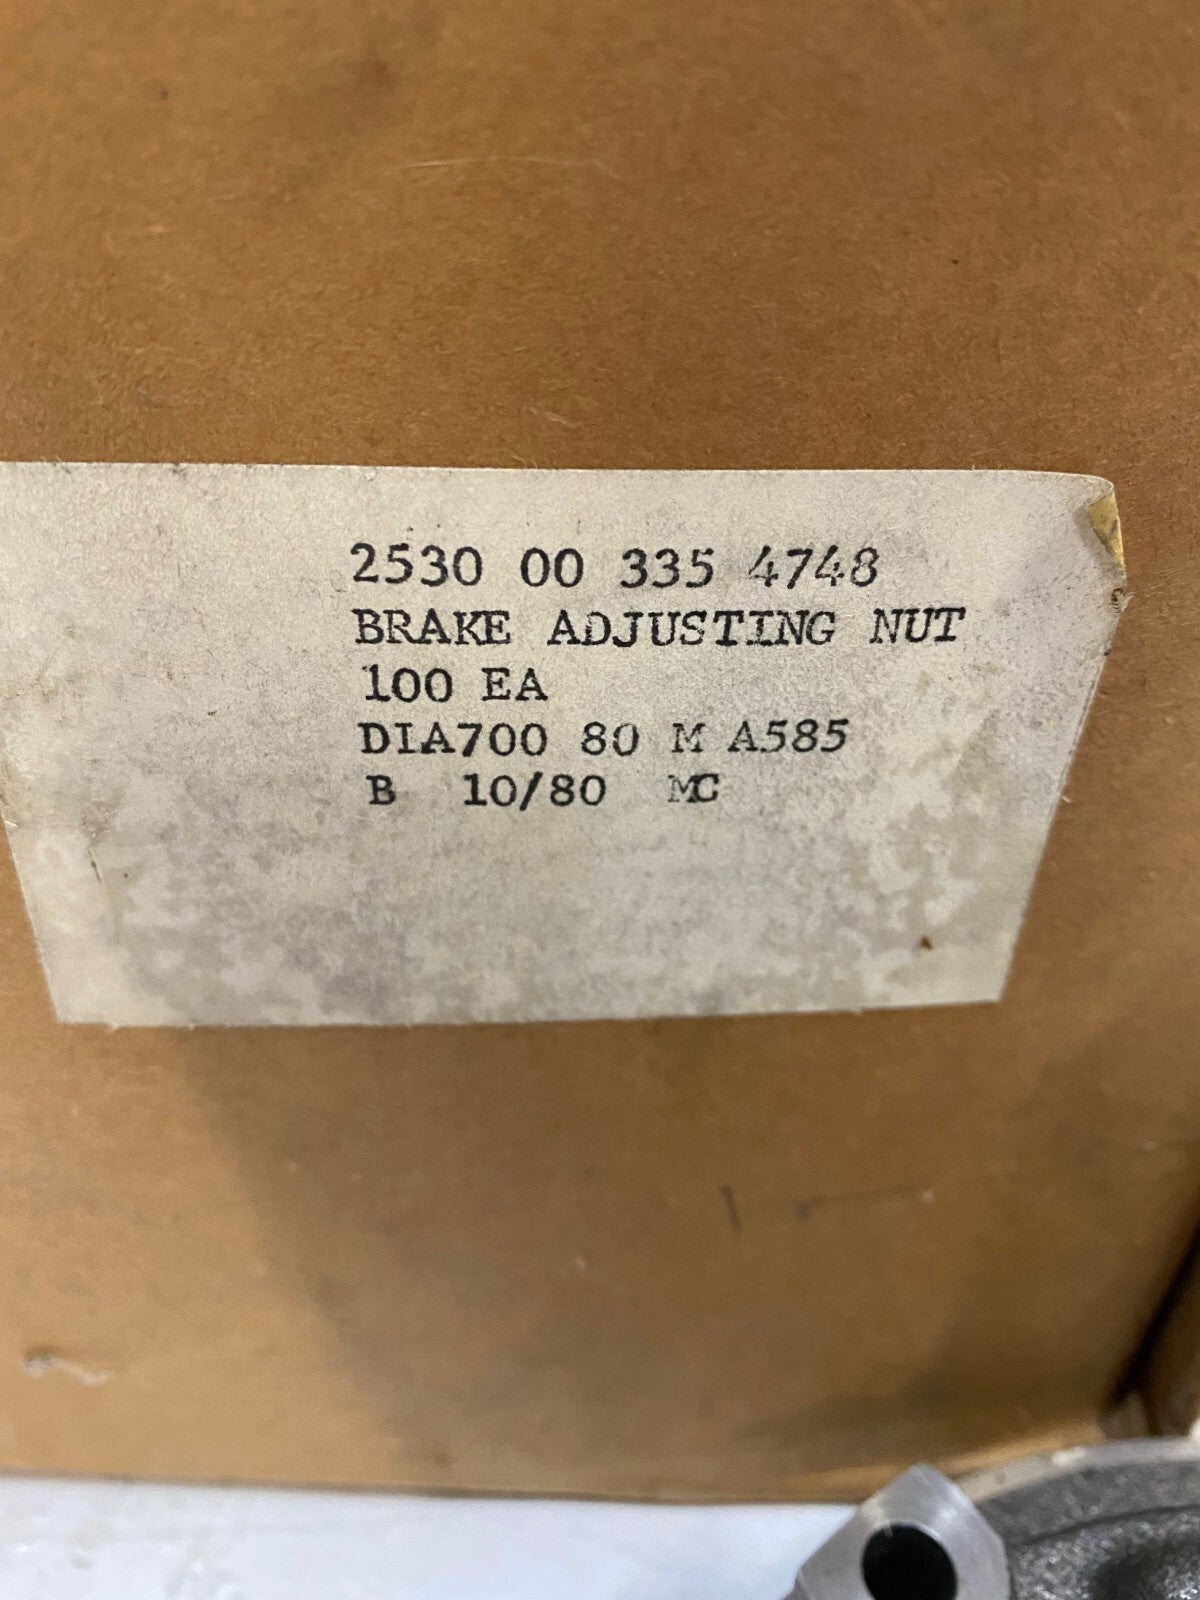 2530 00 335 4748
BRAKE ADJUSTING NUT
100 EA
DIA700 80 M A585
B 10/80 MC